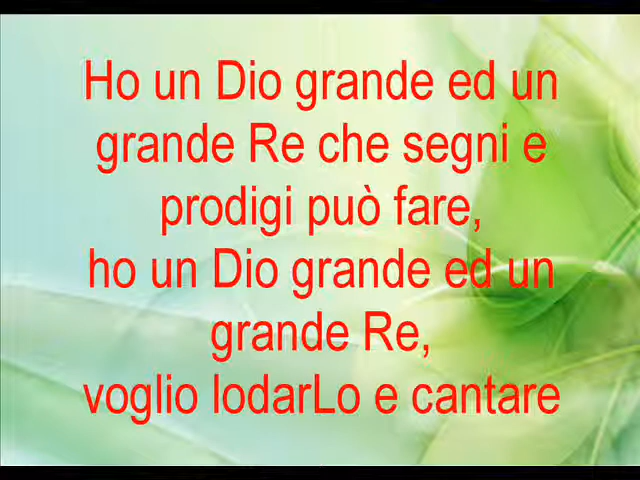 Ho un Dio grande ed un
grande Re che segni e
prodigi può fare,
ho un Dio grande ed un
grande Re,
voglio lodarLo e cantare